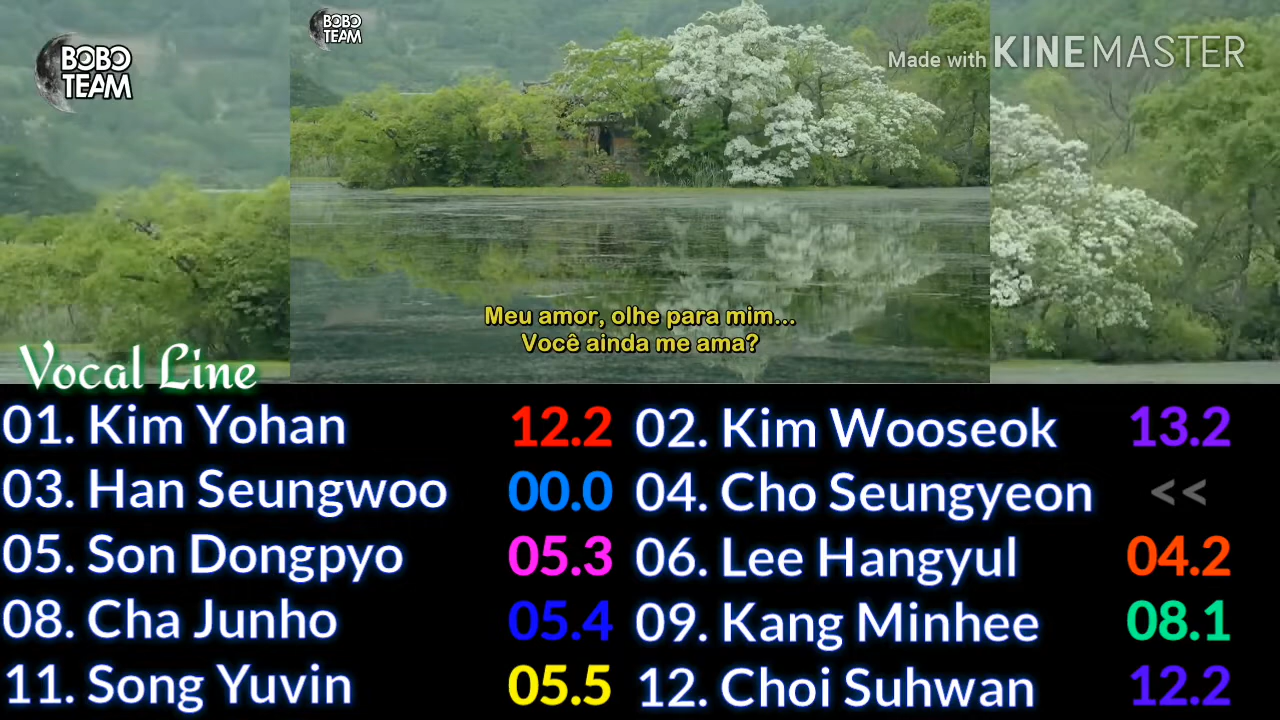 BOBO
TEAM
BOBO
TEAM
Made with KINEMASTER
Meu amor, olhe para mim...
Você ainda me ama?
Vocal Line
01. Kim Yohan 12.2 02. Kim Wooseok 13.2
03. Han Seungwoo 00.0 04. Cho Seungyeon <<
05. Son Dongpyo 05.3 06. Lee Hangyul 04.2
08. Cha Junho 05.4 09. Kang Minhee 08.1
11. Song Yuvin 05.5 12. Choi Suhwan 12.2